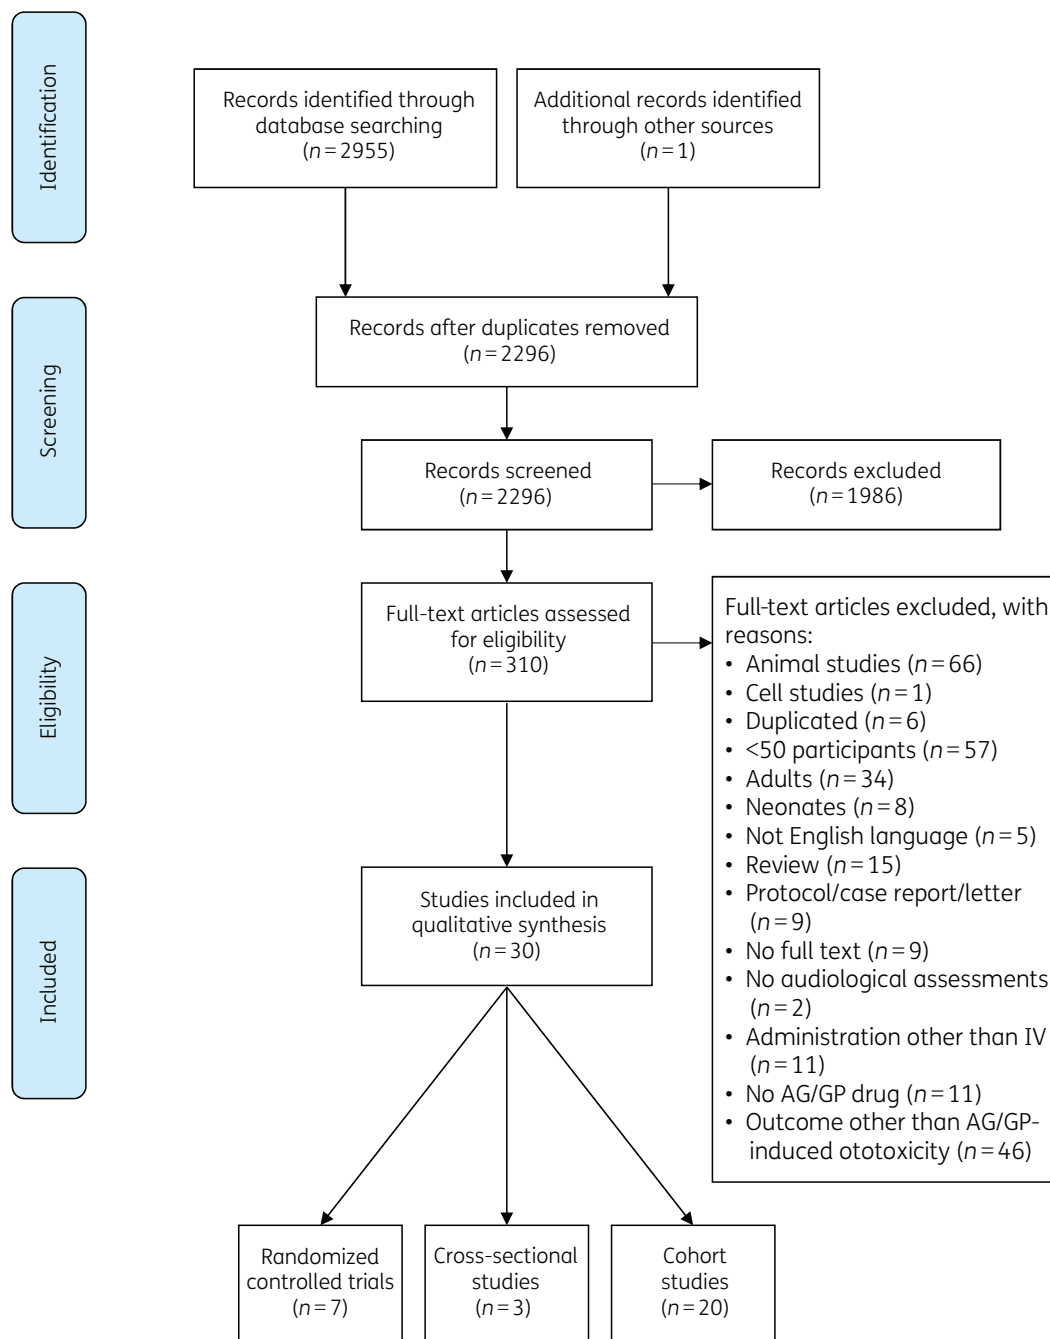 Identification
Records identified through
database searching
(n=2955)
Additional records identified
through other sources
(n=1)
Screening
Records after duplicates removed
(n=2296)
Records screened
(n=2296)
Records excluded
(n=1986)
Eligibility
Full-text articles assessed
for eligibility
(n=310)
Full-text articles excluded, with
reasons:
• Animal studies (n=66)
• Cell studies (n=1)
• Duplicated (n=6)
• <50 participants (n=57)
• Adults (n=34)
• Neonates (n=8)
• Not English language (n=5)
• Review (n=15)
• Protocol/case report/letter
(n=9)
• No full text (n=9)
• No audiological assessments
(n=2)
• Administration other than IV
(n=11)
• No AG/GP drug (n=11)
• Outcome other than AG/GP-
induced ototoxicity (n=46)
Included
Studies included in
qualitative synthesis
(n=30)
Randomized
controlled trials
(n=7)
Cross-sectional
studies
(n=3)
Cohort
studies
(n=20)